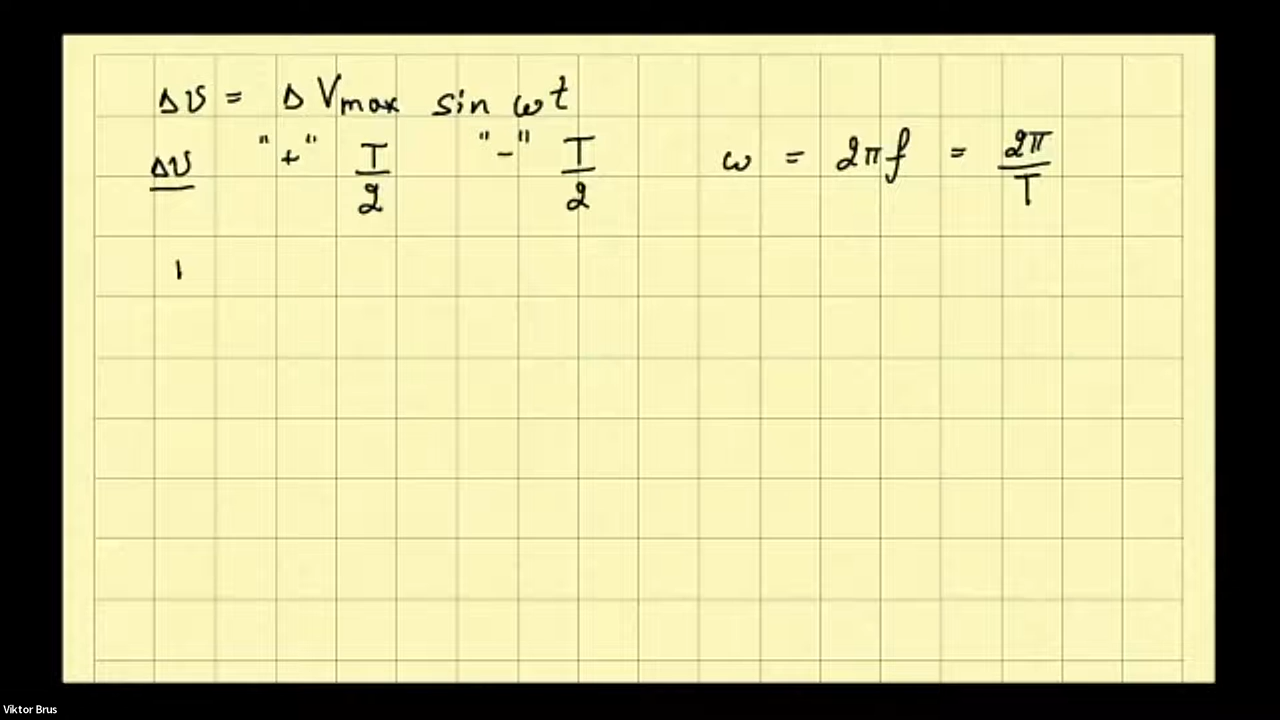 Δv = ΔVmax sin ωt
Δv "+" T/2 "-" T/2 ω = 2πf = 2π/T
Viktor Brus